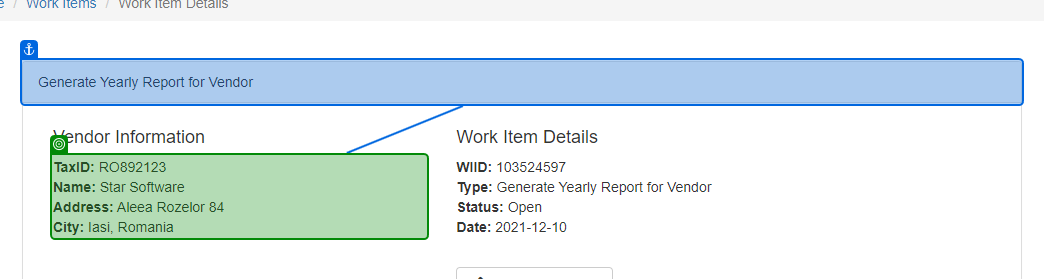 e / Work Items / Work Item Details
Generate Yearly Report for Vendor
Vendor Information
TaxID: RO892123
Name: Star Software
Address: Aleea Rozelor 84
City: Iasi, Romania
Work Item Details
WIID: 103524597
Type: Generate Yearly Report for Vendor
Status: Open
Date: 2021-12-10